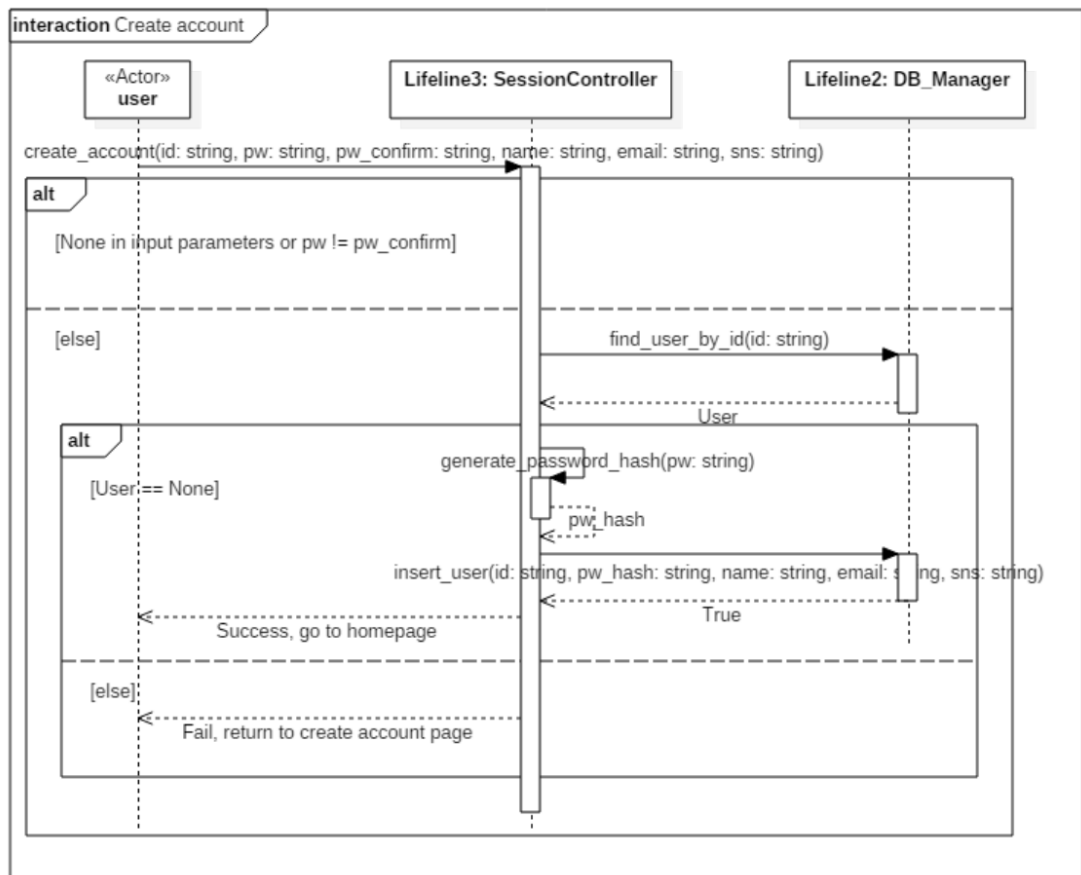 interaction Create account
«Actor»
user
Lifeline3: SessionController
Lifeline2: DB_Manager
create_account(id: string, pw: string, pw_confirm: string, name: string, email: string, sns: string)
alt
[None in input parameters or pw != pw_confirm]
[else]
find_user_by_id(id: string)
User
alt
generate_password_hash(pw: string)
[User == None]
pw_hash
insert_user(id: string, pw_hash: string, name: string, email: string, sns: string)
True
Success, go to homepage
[else]
Fail, return to create account page